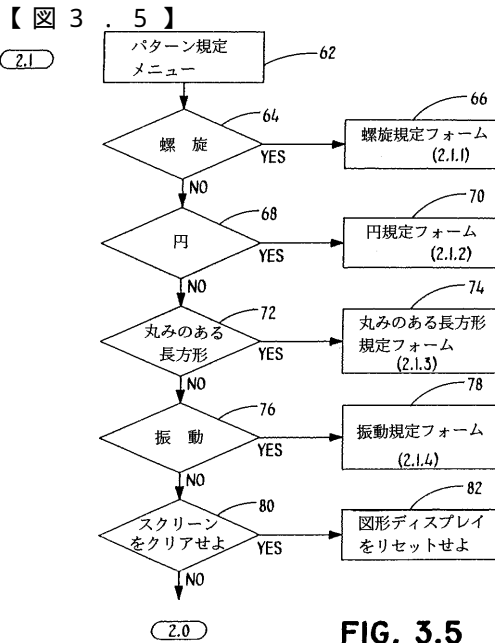 【図3.5】
2.1
パターン規定
メニュー
62
64
螺 旋
YES
66
螺旋規定フォーム
(2.1.1)
NO
68
円
YES
70
円規定フォーム
(2.1.2)
NO
72
丸みのある
長方形
YES
74
丸みのある長方形
規定フォーム
(2.1.3)
NO
76
振 動
YES
78
振動規定フォーム
(2.1.4)
NO
80
スクリーン
をクリアせよ
YES
82
図形ディスプレイ
をリセットせよ
NO
2.0
FIG. 3.5